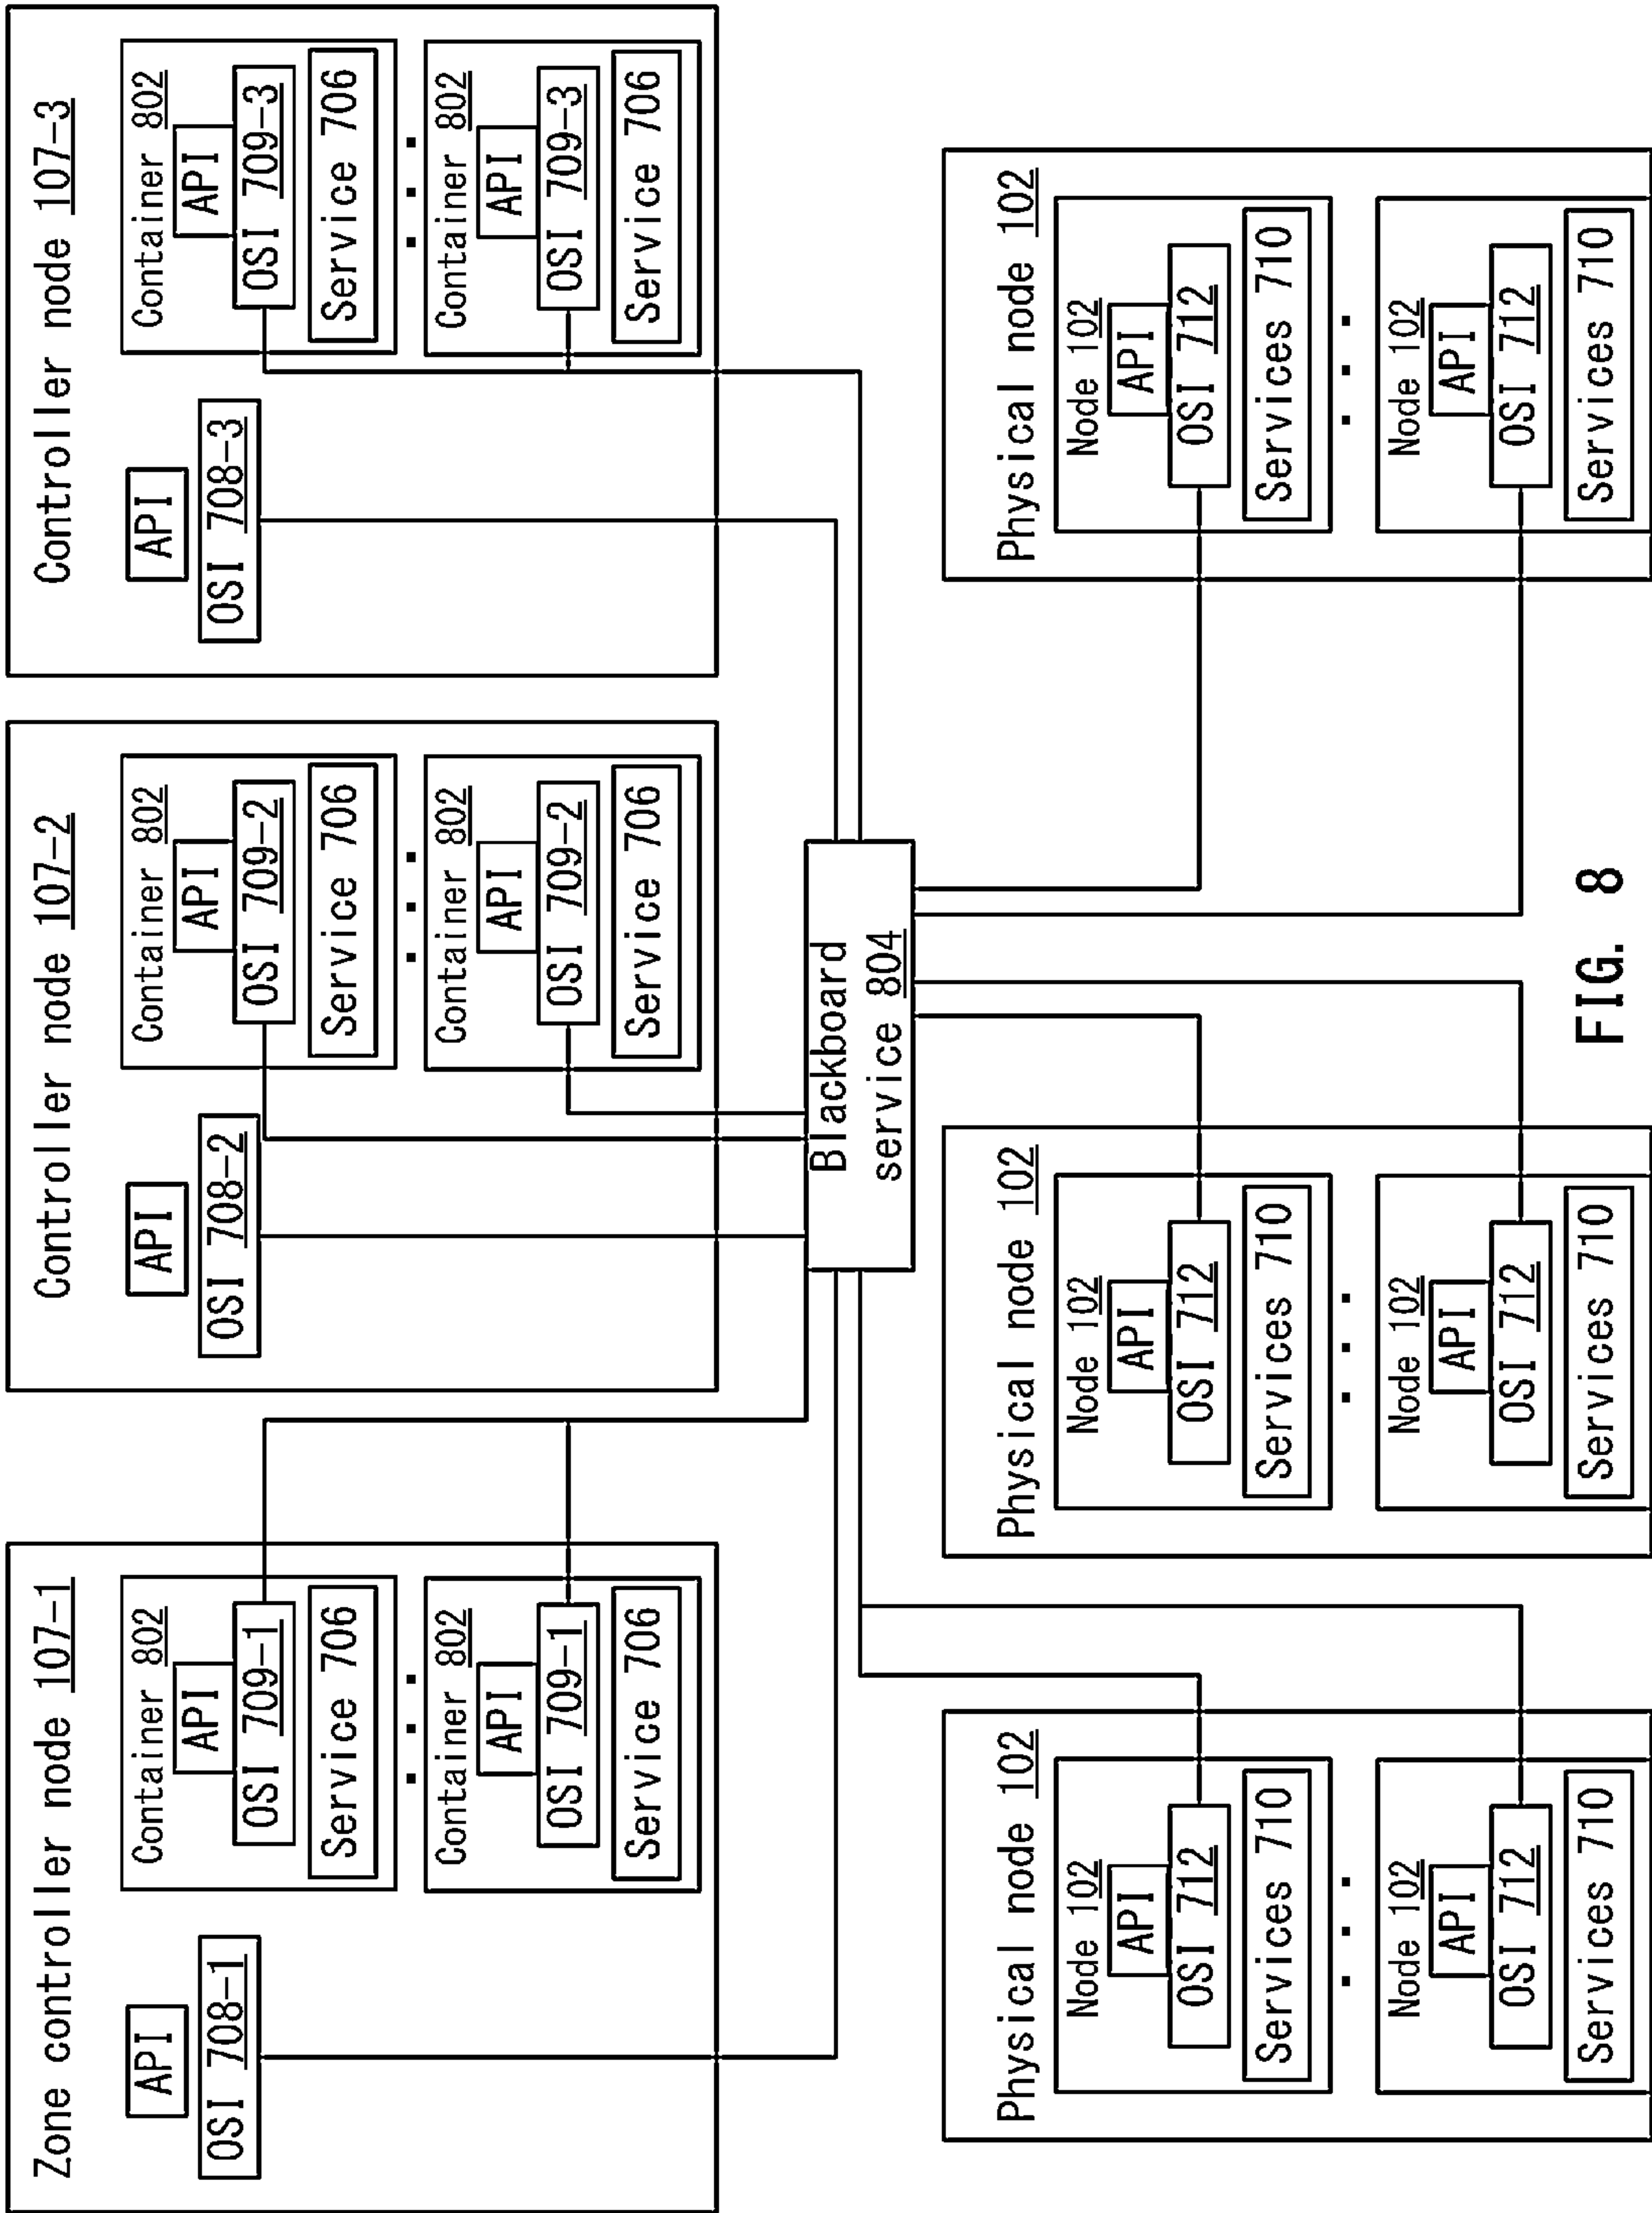 Zone controller node 107-1
API
OSI 708-1
Container 802
API
OSI 709-1
Service 706
Container 802
API
OSI 709-1
Service 706
Controller node 107-2
API
OSI 708-2
Container 802
API
OSI 709-2
Service 706
Container 802
API
OSI 709-2
Service 706
Controller node 107-3
API
OSI 708-3
Container 802
API
OSI 709-3
Service 706
Container 802
API
OSI 709-3
Service 706
Blackboard
service 804
Physical node 102
Node 102
API
OSI 712
Services 710
Node 102
API
OSI 712
Services 710
Physical node 102
Node 102
API
OSI 712
Services 710
Node 102
API
OSI 712
Services 710
Physical node 102
Node 102
API
OSI 712
Services 710
Node 102
API
OSI 712
Services 710
FIG. 8